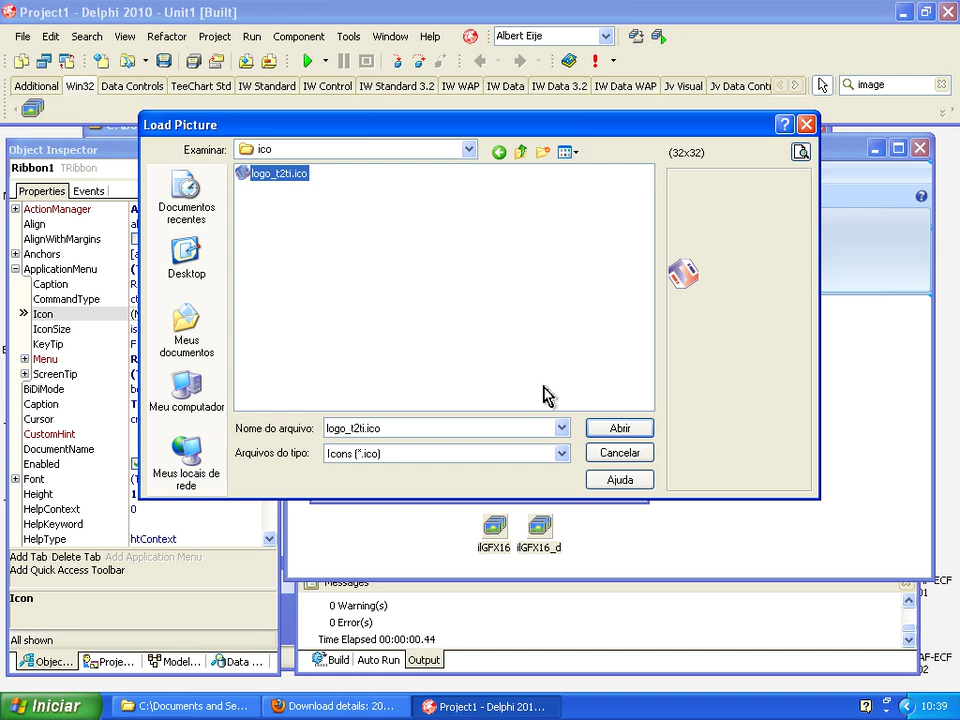 Project1 - Delphi 2010 - Unit1 [Built]
File Edit Search View Refactor Project Run Component Tools Window Help
Albert Eije
Additional Win32 Data Controls TeeChart Std IW Standard IW Control IW Standard 3.2 IW WAP IW Data IW Data 3.2 IW Data WAP Jv Visual Jv Data Conti
image
Load Picture
Examinar: ico
(32x32)
logo_t2ti.ico
Documentos recentes
Desktop
Meus documentos
Meu computador
Meus locais de rede
Nome do arquivo: logo_t2ti.ico
Arquivos do tipo: Icons (*.ico)
Abrir
Cancelar
Ajuda
Object Inspector
Ribbon1 TRibbon
Properties Events
ActionManager
Align
AlignWithMargins
Anchors
ApplicationMenu
Caption
CommandType
Icon
IconSize
KeyTip
Menu
ScreenTip
BiDiMode
Caption
Cursor
CustomHint
DocumentName
Enabled
Font
Height
HelpContext 0
HelpKeyword
HelpType htContext
Add Tab Delete Tab Add Application Menu
Add Quick Access Toolbar
Icon
All shown
Objec... Proje... Model... Data ...
ilGFX16 ilGFX16_d
Messages
0 Warning(s)
0 Error(s)
Time Elapsed 00:00:00.44
Build Auto Run Output
Iniciar
C:\Documents and Se...
Download details: 20...
Project1 - Delphi 201...
10:39